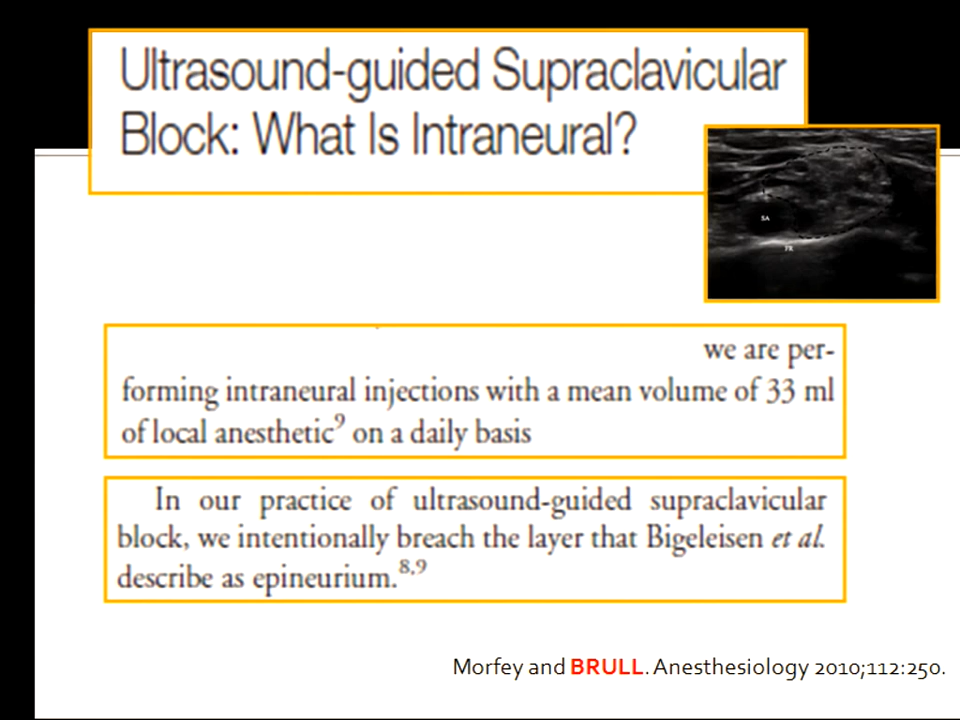 Ultrasound-guided Supraclavicular
Block: What Is Intraneural?
SA
FR
we are per-
forming intraneural injections with a mean volume of 33 ml
of local anesthetic⁹ on a daily basis
In our practice of ultrasound-guided supraclavicular
block, we intentionally breach the layer that Bigeleisen et al.
describe as epineurium.⁸,⁹
Morfey and BRULL. Anesthesiology 2010;112:250.